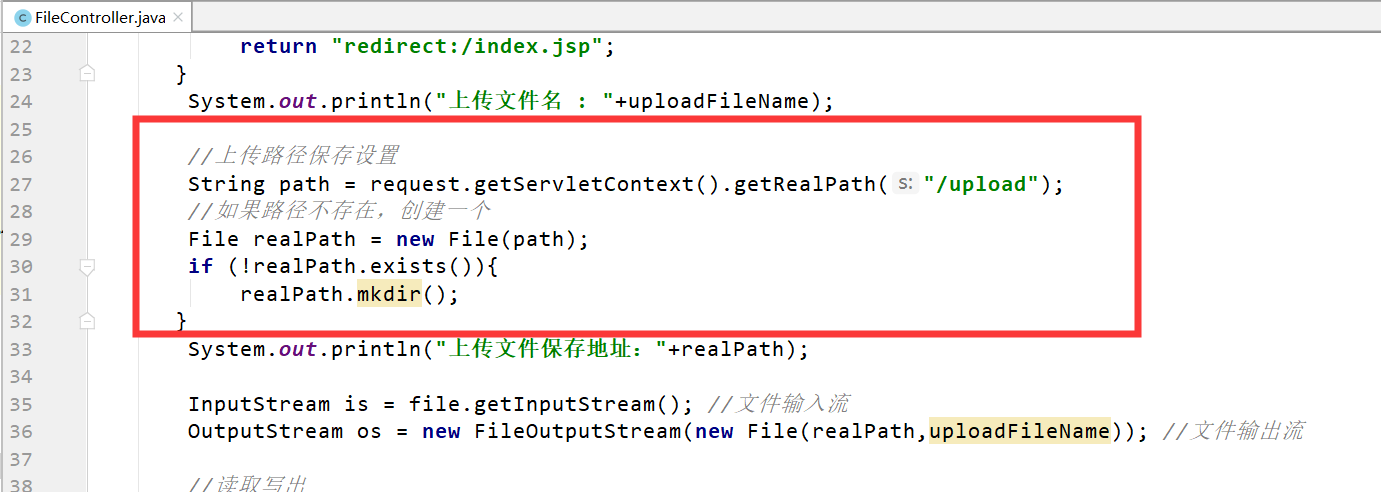 FileController.java
22 return "redirect:/index.jsp";
23 }
24 System.out.println("上传文件名 ："+uploadFileName);
25
26 //上传路径保存设置
27 String path = request.getServletContext().getRealPath( s: "/upload");
28 //如果路径不存在，创建一个
29 File realPath = new File(path);
30 if (!realPath.exists()){
31 realPath.mkdir();
32 }
33 System.out.println("上传文件保存地址："+realPath);
34
35 InputStream is = file.getInputStream(); //文件输入流
36 OutputStream os = new FileOutputStream(new File(realPath,uploadFileName)); //文件输出流
37
38 //读取写出